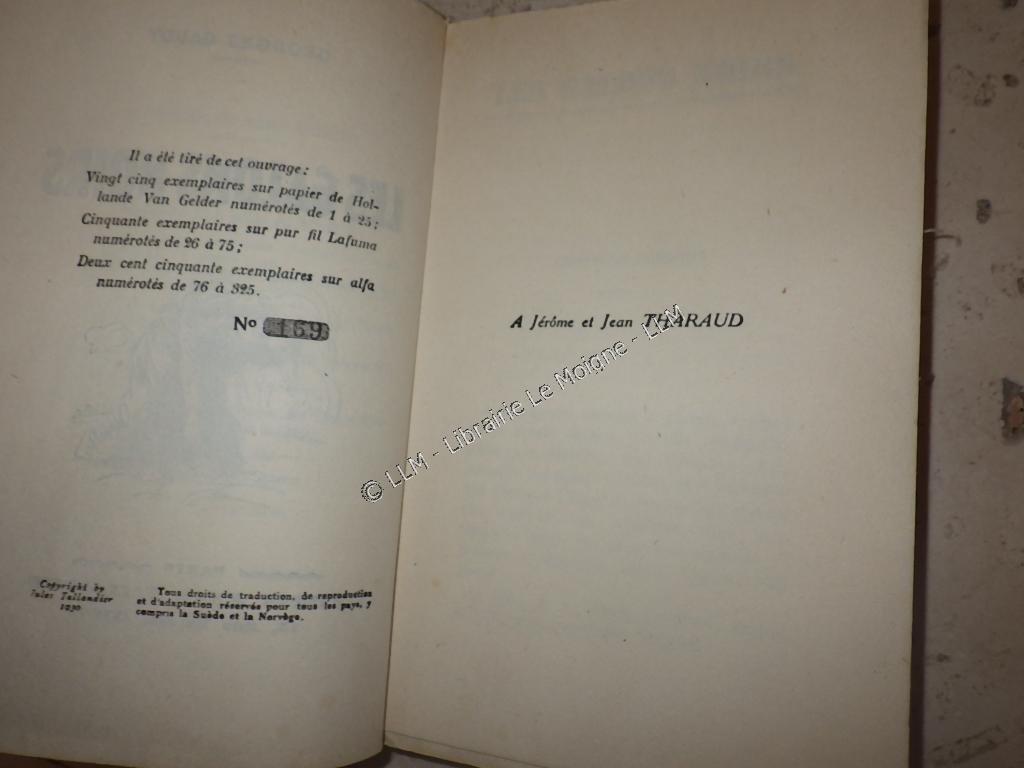 Il a été tiré de cet ouvrage :
Vingt cinq exemplaires sur papier de Hol-
lande Van Gelder numérotés de 1 à 25 ;
Cinquante exemplaires sur pur fil Lafuma
numérotés de 26 à 75 ;
Deux cent cinquante exemplaires sur alfa
numérotés de 76 à 325.
No 169
Copyright by
Jules Tallandier
1930
Tous droits de traduction, de reproduction
et d'adaptation réservés pour tous les pays, y
compris la Suède et la Norvège.
A Jérôme et Jean THARAUD
© LLM - Librairie Le Moigne - LLM